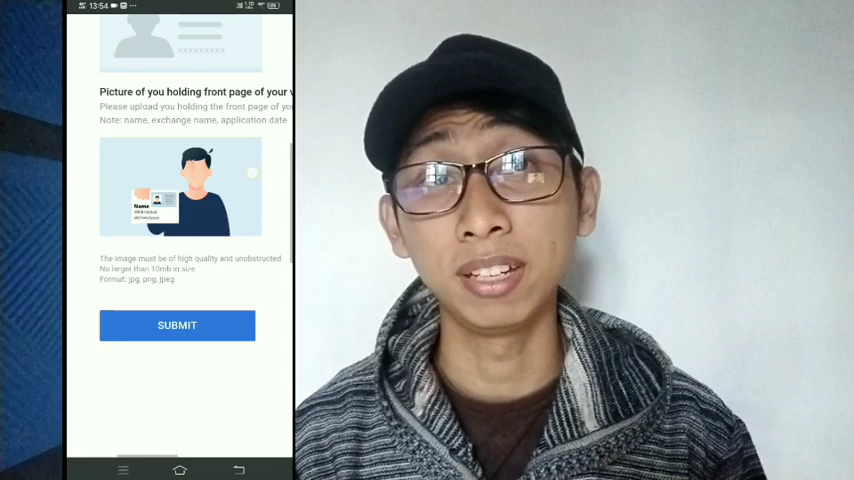 13:54
XXXXXXXXX
Picture of you holding front page of your v
Please upload you holding the front page of you
Note: name, exchange name, application date
Name
The image must be of high quality and unobstructed
No larger than 10mb in size
Format: jpg, png, jpeg
SUBMIT